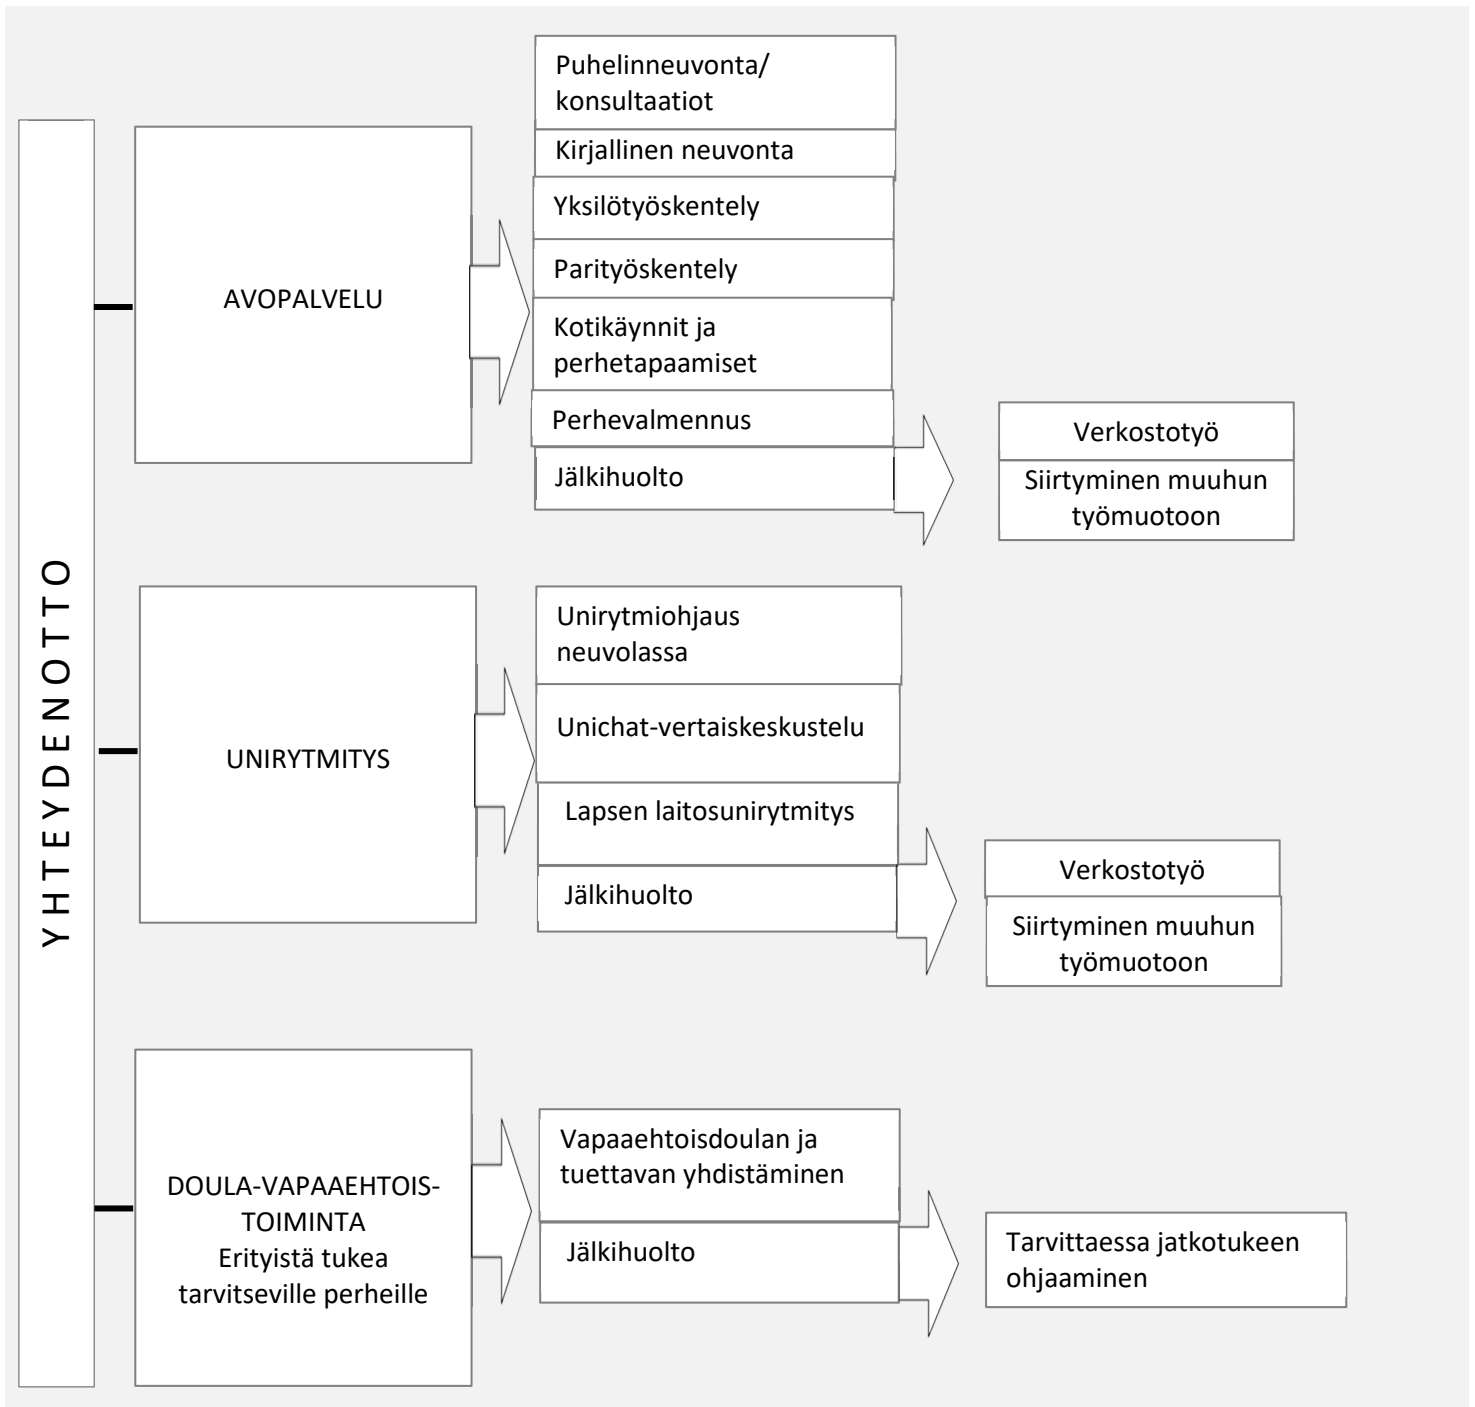 YHTEYDENOTTO
AVOPALVELU
Puhelinneuvonta/
konsultaatiot
Kirjallinen neuvonta
Yksilötyöskentely
Parityöskentely
Kotikäynnit ja
perhetapaamiset
Perhevalmennus
Jälkihuolto
Verkostotyö
Siirtyminen muuhun
työmuotoon
UNIRYTMITYS
Unirytmiohjaus
neuvolassa
Unichat-vertaiskeskustelu
Lapsen laitosunirytmitys
Jälkihuolto
Verkostotyö
Siirtyminen muuhun
työmuotoon
DOULA-VAPAAEHTOIS-
TOIMINTA
Erityistä tukea
tarvitseville perheille
Vapaaehtoisdoulan ja
tuettavan yhdistäminen
Jälkihuolto
Tarvittaessa jatkotukeen
ohjaaminen